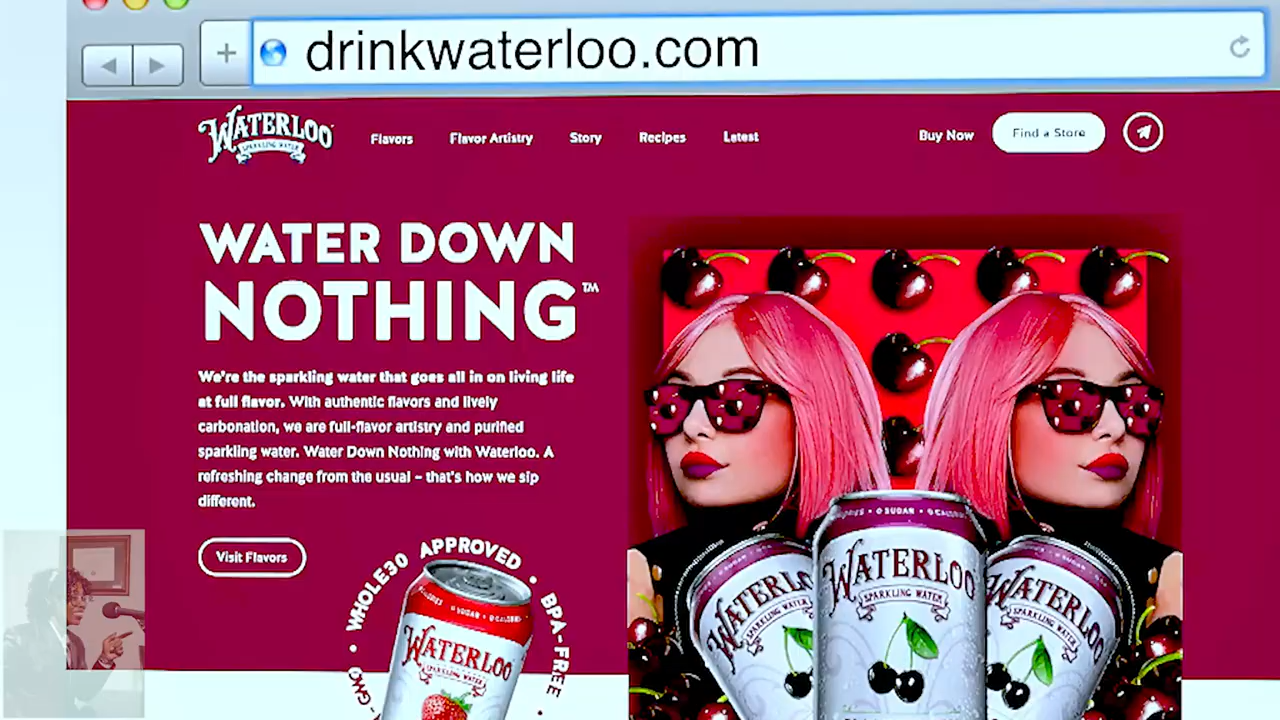 drinkwaterloo.com
WATERLOO
SPARKLING WATER
Flavors
Flavor Artistry
Story
Recipes
Latest
Buy Now
Find a Store
WATER DOWN
NOTHING™
We're the sparkling water that goes all in on living life
at full flavor. With authentic flavors and lively
carbonation, we are full-flavor artistry and purified
sparkling water. Water Down Nothing with Waterloo. A
refreshing change from the usual – that's how we sip
different.
Visit Flavors
WHOLE30 APPROVED • BPA-FREE •
0 SUGAR
WATERLOO
SPARKLING WATER
WATERLOO
SPARKLING WATER
• 0 SUGAR •
WATERLOO
SPARKLING WATER
WATERLOO
SPARKLING WATER